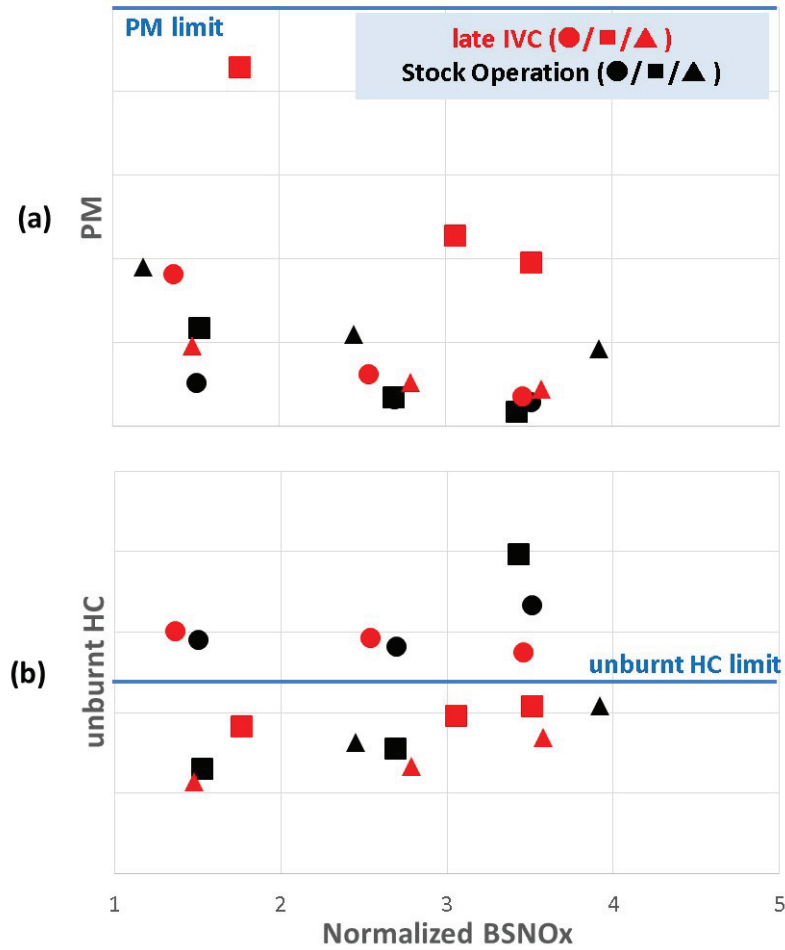 PM limit
late IVC (●/■/▲)
Stock Operation (●/■/▲)
(a)
PM
(b)
unburnt HC
unburnt HC limit
1 2 3 4 5
Normalized BSNOx